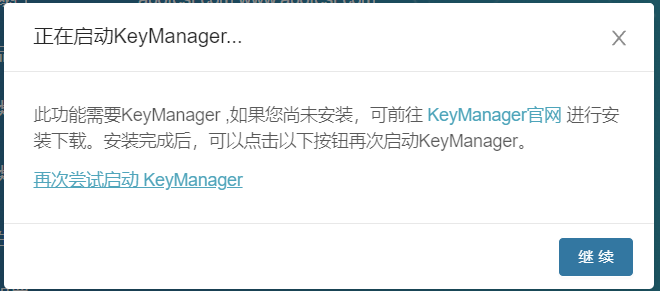 正在启动KeyManager...
此功能需要KeyManager ,如果您尚未安装，可前往 KeyManager官网 进行安
装下载。安装完成后，可以点击以下按钮再次启动KeyManager。
再次尝试启动 KeyManager
继 续